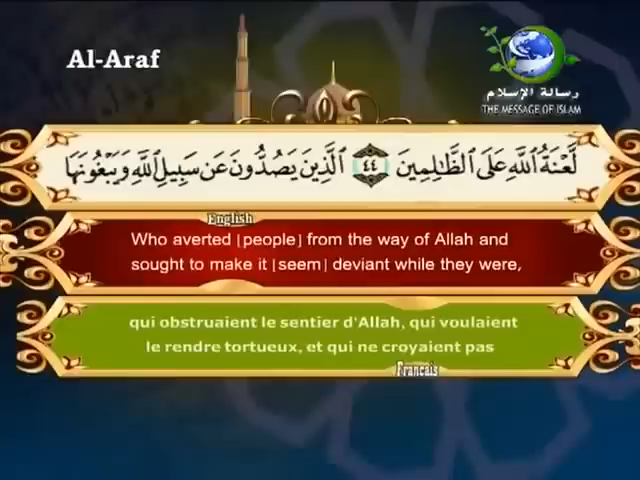 Al-Araf
رسالة الإسلام
THE MESSAGE OF ISLAM
لَّعْنَةُ اللَّهِ عَلَى الظَّالِمِينَ ٤٤ الَّذِينَ يَصُدُّونَ عَن سَبِيلِ اللَّهِ وَيَبْغُونَهَا
English
Who averted [people] from the way of Allah and
sought to make it [seem] deviant while they were,
qui obstruaient le sentier d'Allah, qui voulaient
le rendre tortueux, et qui ne croyaient pas
Francais